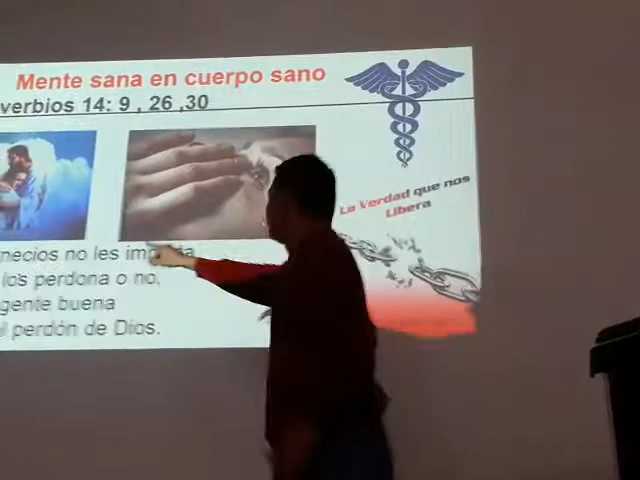 Mente sana en cuerpo sano
verbios 14: 9 , 26 ,30
La Verdad que nos
Libera
necios no les
los perdona o no,
gente buena
el perdón de Dios.